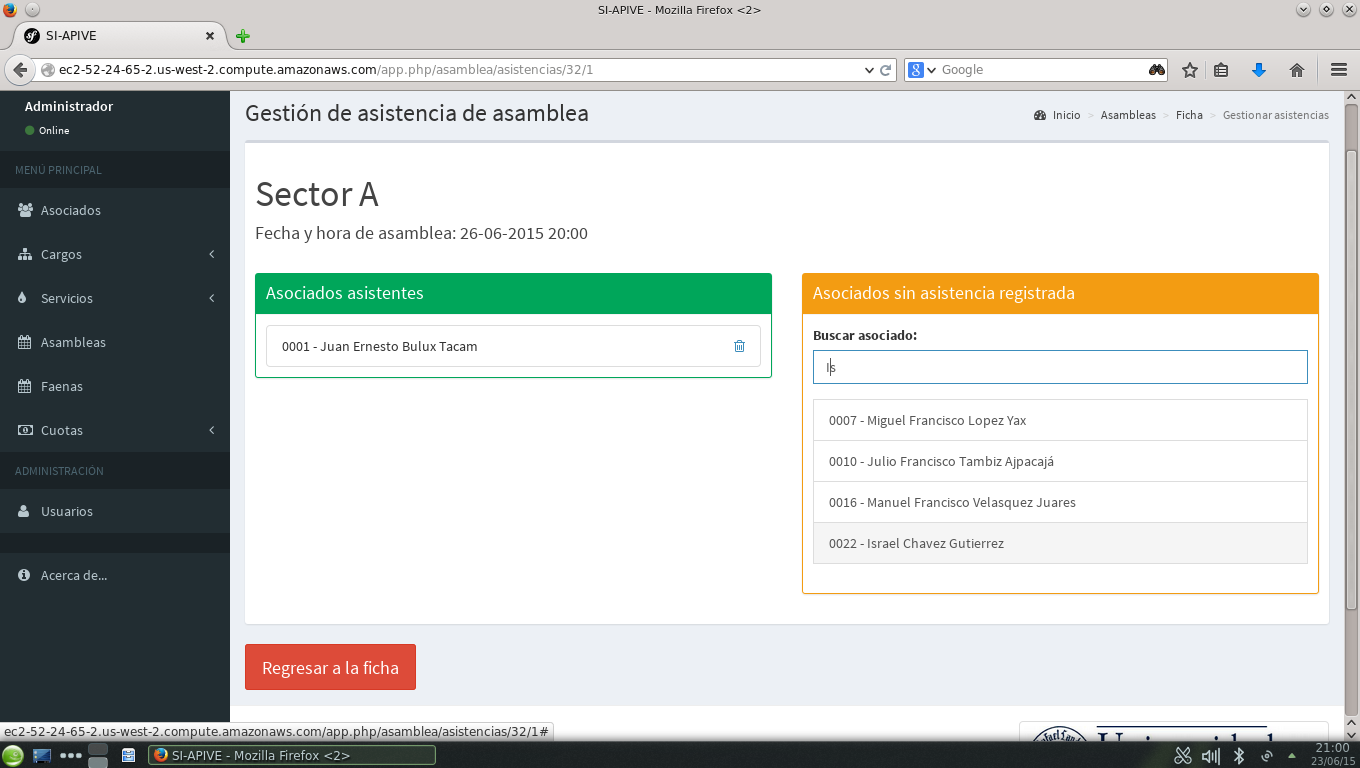 SI-APIVE - Mozilla Firefox <2>
SI-APIVE
ec2-52-24-65-2.us-west-2.compute.amazonaws.com/app.php/asamblea/asistencias/32/1
Google
Administrador
Online
MENÚ PRINCIPAL
Asociados
Cargos
Servicios
Asambleas
Faenas
Cuotas
ADMINISTRACIÓN
Usuarios
Acerca de...
Gestión de asistencia de asamblea
Inicio > Asambleas > Ficha > Gestionar asistencias
Sector A
Fecha y hora de asamblea: 26-06-2015 20:00
Asociados asistentes
0001 - Juan Ernesto Bulux Tacam
Asociados sin asistencia registrada
Buscar asociado:
Is
0007 - Miguel Francisco Lopez Yax
0010 - Julio Francisco Tambiz Ajpacajá
0016 - Manuel Francisco Velasquez Juares
0022 - Israel Chavez Gutierrez
Regresar a la ficha
ec2-52-24-65-2.us-west-2.compute.amazonaws.com/app.php/asamblea/asistencias/32/1#
SI-APIVE - Mozilla Firefox <2>
21:00
23/06/15